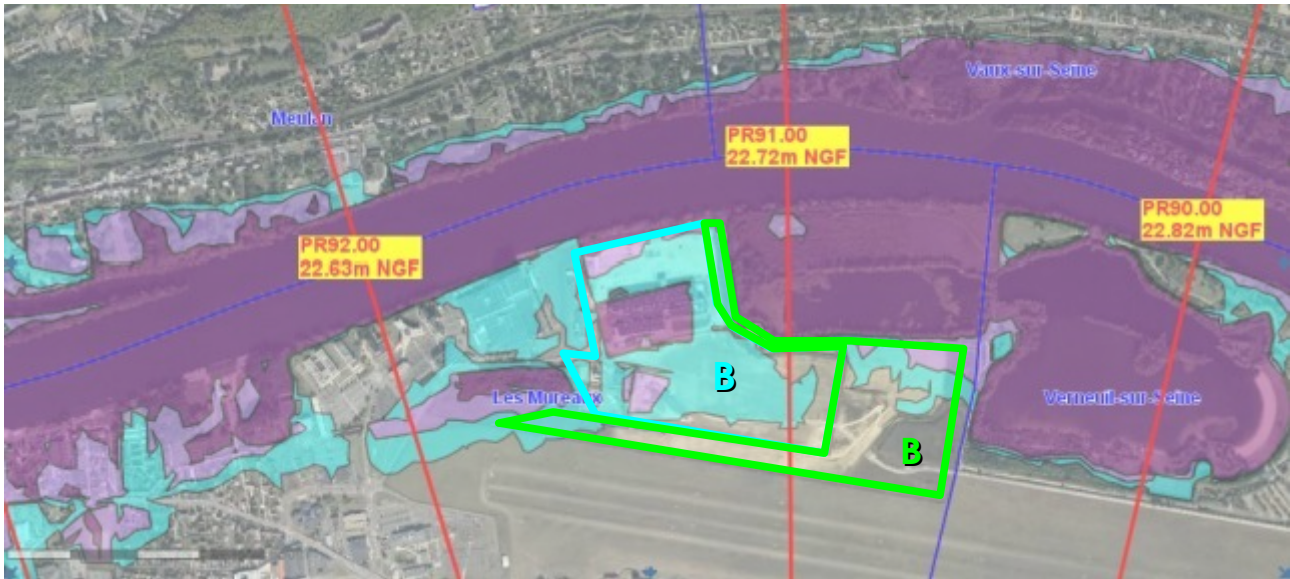 Vaux-sur-Seine
Meulan
PR91.00
22.72m NGF
PR90.00
22.82m NGF
PR92.00
22.63m NGF
B
Les Mureaux
Verneuil-sur-Seine
B